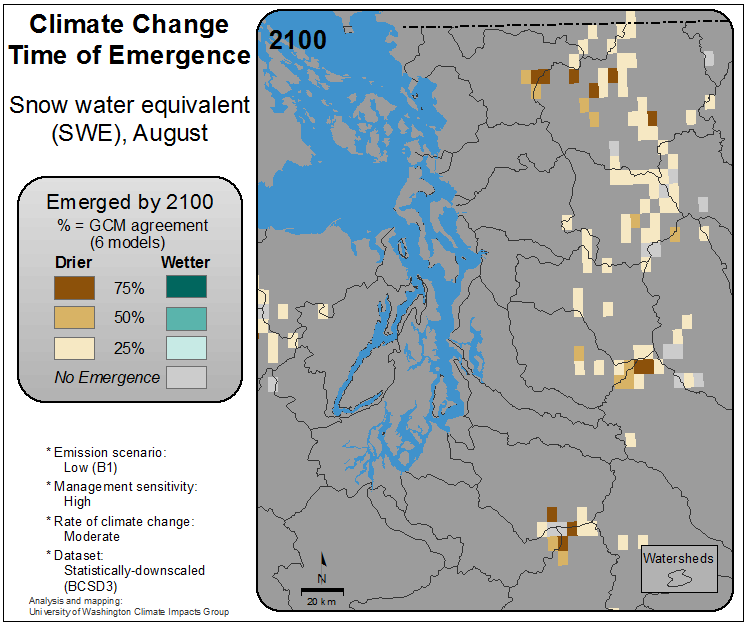 Climate Change
Time of Emergence
Snow water equivalent
(SWE), August
Emerged by 2100
% = GCM agreement
(6 models)
Drier Wetter
75%
50%
25%
No Emergence
* Emission scenario:
Low (B1)
* Management sensitivity:
High
* Rate of climate change:
Moderate
* Dataset:
Statistically-downscaled
(BCSD3)
Analysis and mapping:
University of Washington Climate Impacts Group
2100
N
20 km
Watersheds